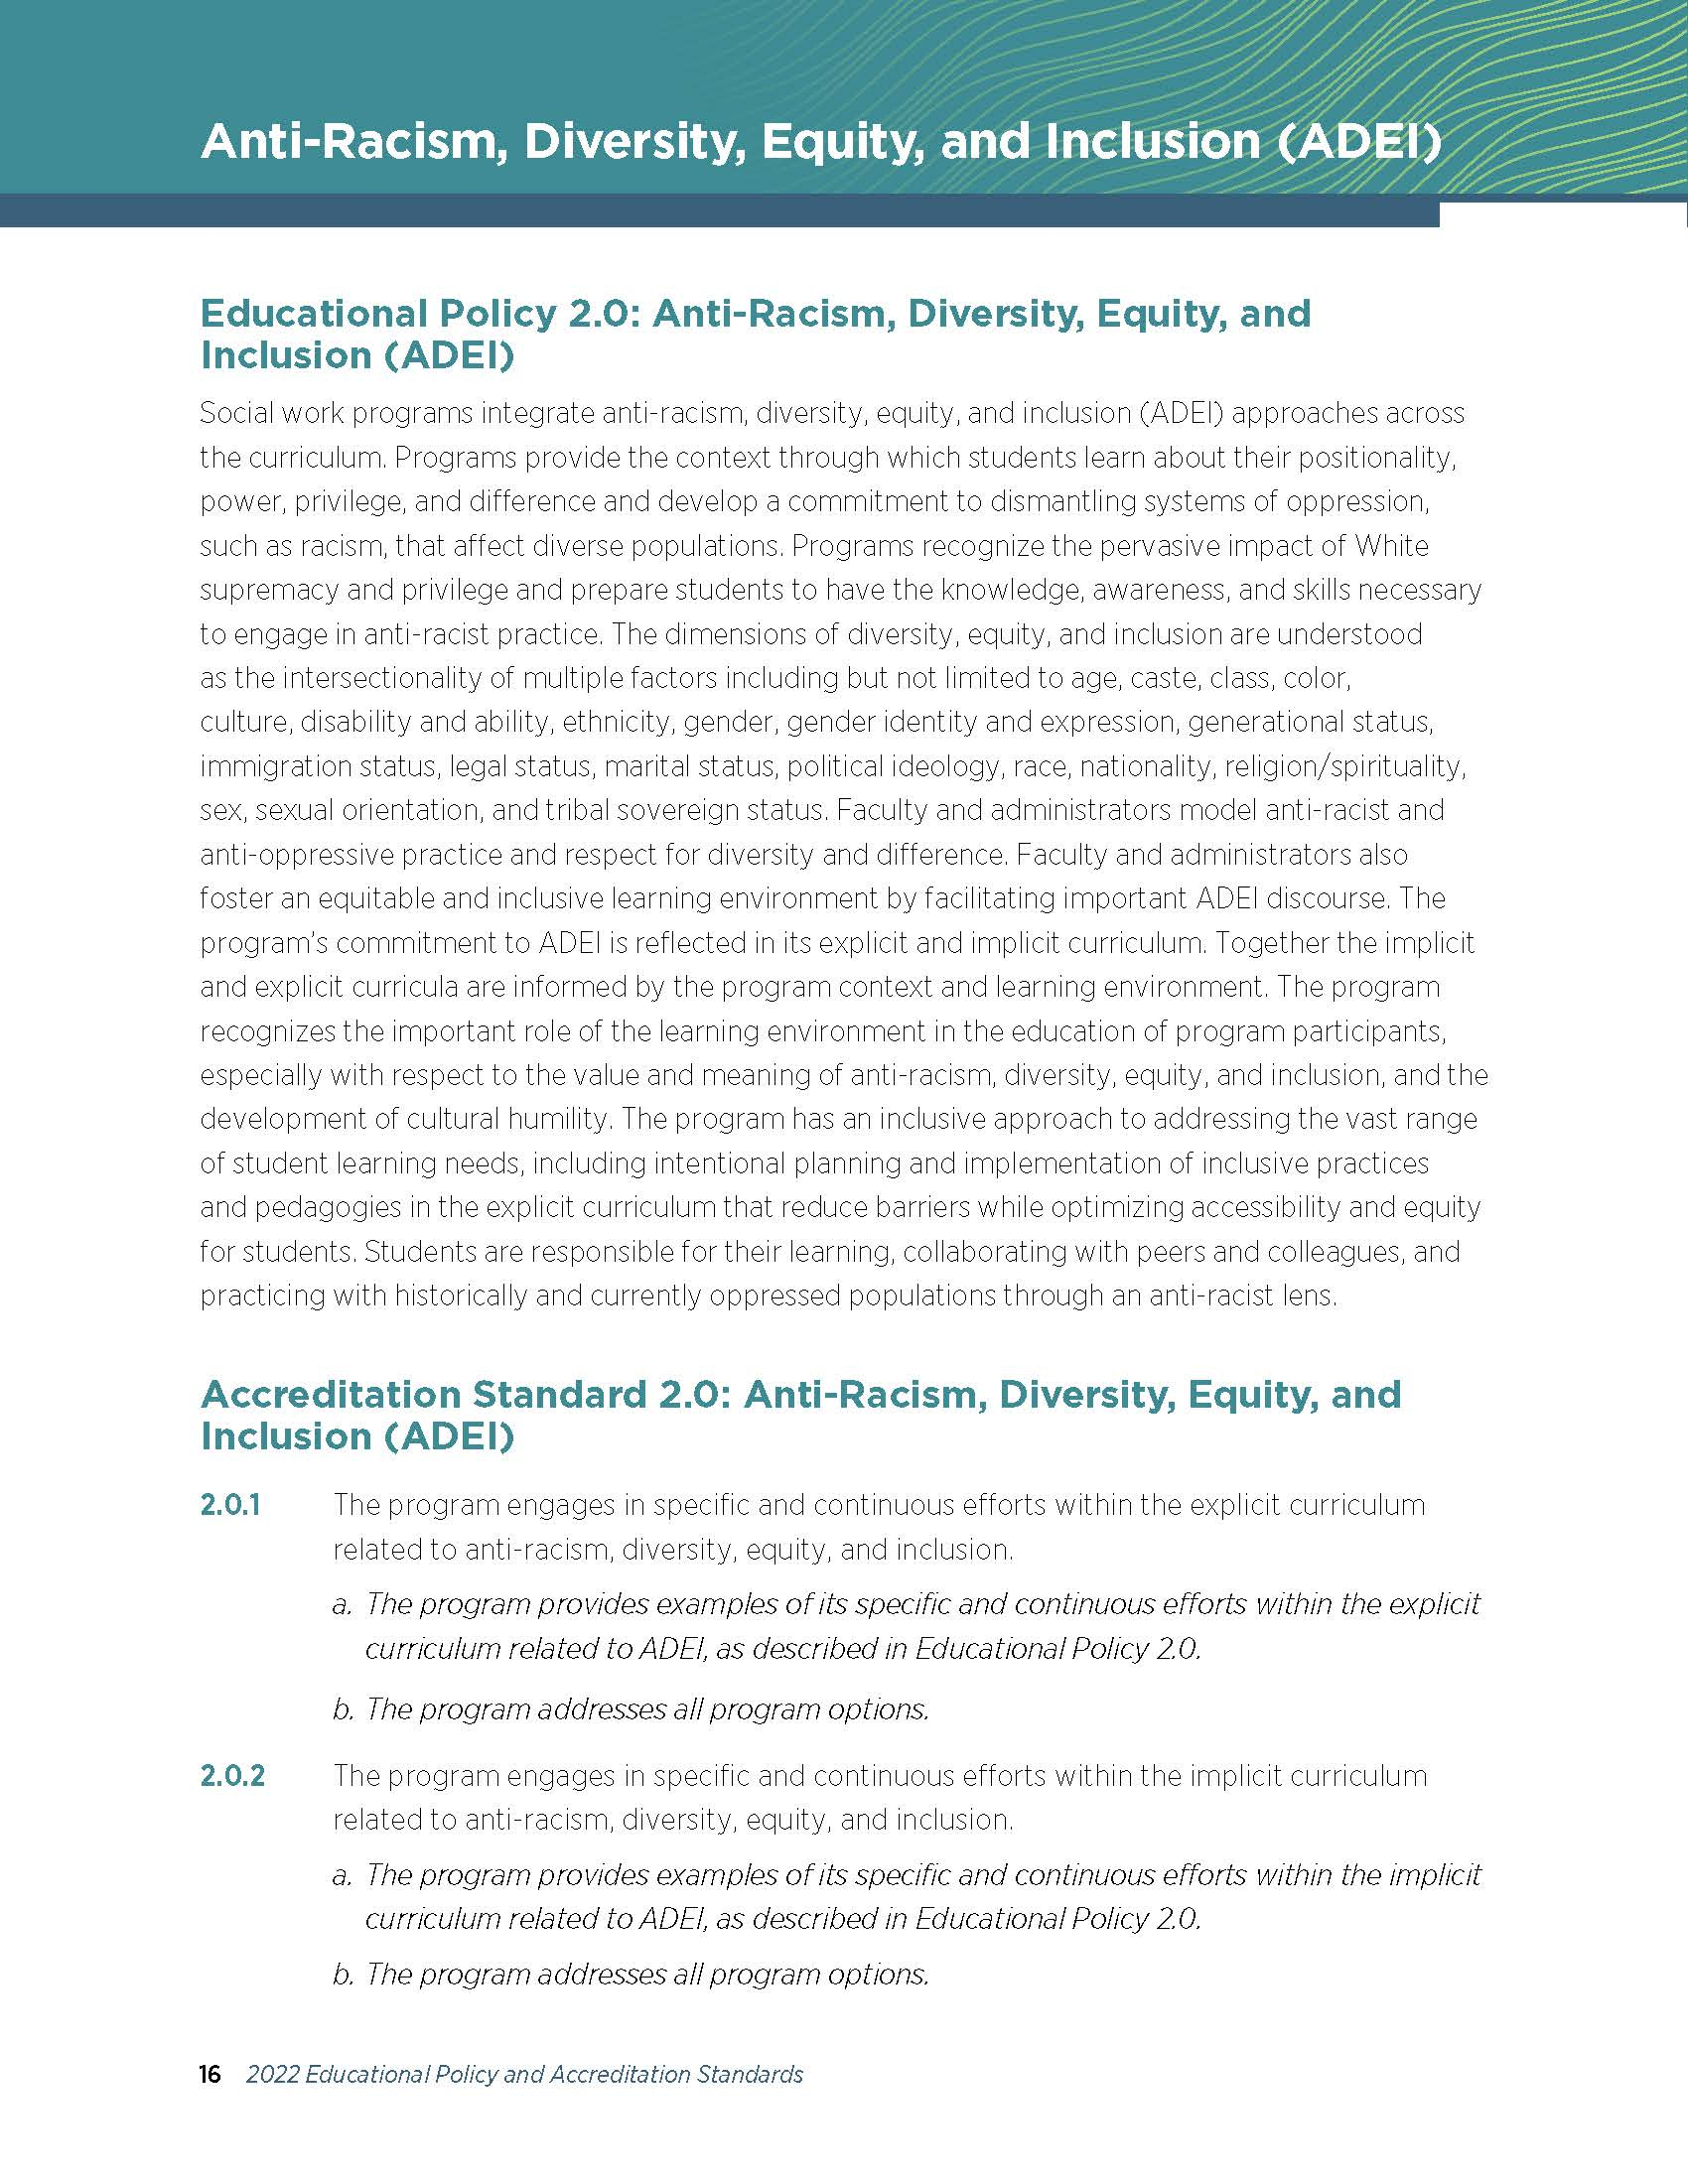 Anti-Racism, Diversity, Equity, and Inclusion (ADEI)
Educational Policy 2.0: Anti-Racism, Diversity, Equity, and
Inclusion (ADEI)
Social work programs integrate anti-racism, diversity, equity, and inclusion (ADEI) approaches across
the curriculum. Programs provide the context through which students learn about their positionality,
power, privilege, and difference and develop a commitment to dismantling systems of oppression,
such as racism, that affect diverse populations. Programs recognize the pervasive impact of White
supremacy and privilege and prepare students to have the knowledge, awareness, and skills necessary
to engage in anti-racist practice. The dimensions of diversity, equity, and inclusion are understood
as the intersectionality of multiple factors including but not limited to age, caste, class, color,
culture, disability and ability, ethnicity, gender, gender identity and expression, generational status,
immigration status, legal status, marital status, political ideology, race, nationality, religion/spirituality,
sex, sexual orientation, and tribal sovereign status. Faculty and administrators model anti-racist and
anti-oppressive practice and respect for diversity and difference. Faculty and administrators also
foster an equitable and inclusive learning environment by facilitating important ADEI discourse. The
program’s commitment to ADEI is reflected in its explicit and implicit curriculum. Together the implicit
and explicit curricula are informed by the program context and learning environment. The program
recognizes the important role of the learning environment in the education of program participants,
especially with respect to the value and meaning of anti-racism, diversity, equity, and inclusion, and the
development of cultural humility. The program has an inclusive approach to addressing the vast range
of student learning needs, including intentional planning and implementation of inclusive practices
and pedagogies in the explicit curriculum that reduce barriers while optimizing accessibility and equity
for students. Students are responsible for their learning, collaborating with peers and colleagues, and
practicing with historically and currently oppressed populations through an anti-racist lens.
Accreditation Standard 2.0: Anti-Racism, Diversity, Equity, and
Inclusion (ADEI)
2.0.1 The program engages in specific and continuous efforts within the explicit curriculum
related to anti-racism, diversity, equity, and inclusion.
a. The program provides examples of its specific and continuous efforts within the explicit
curriculum related to ADEI, as described in Educational Policy 2.0.
b. The program addresses all program options.
2.0.2 The program engages in specific and continuous efforts within the implicit curriculum
related to anti-racism, diversity, equity, and inclusion.
a. The program provides examples of its specific and continuous efforts within the implicit
curriculum related to ADEI, as described in Educational Policy 2.0.
b. The program addresses all program options.
16 2022 Educational Policy and Accreditation Standards